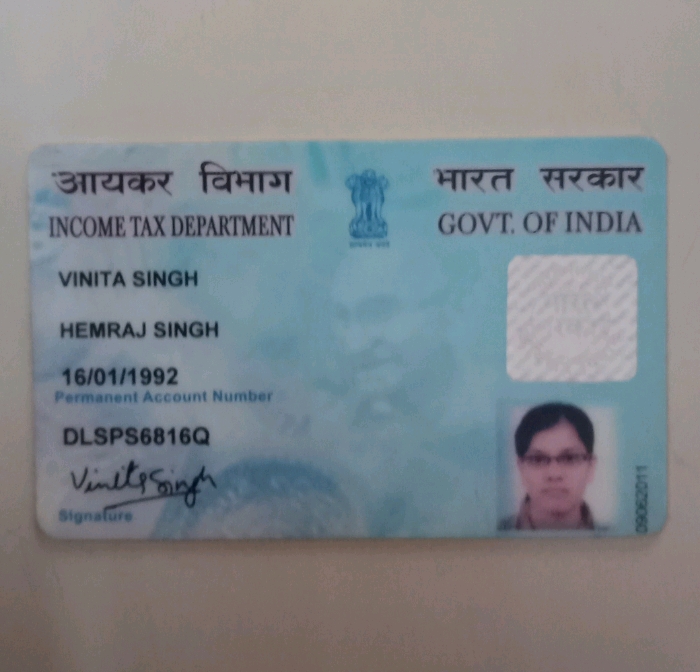 आयकर विभाग भारत सरकार
INCOME TAX DEPARTMENT GOVT. OF INDIA
VINITA SINGH
HEMRAJ SINGH
16/01/1992
Permanent Account Number
DLSPS6816Q
Vinita Singh
Signature
09062011